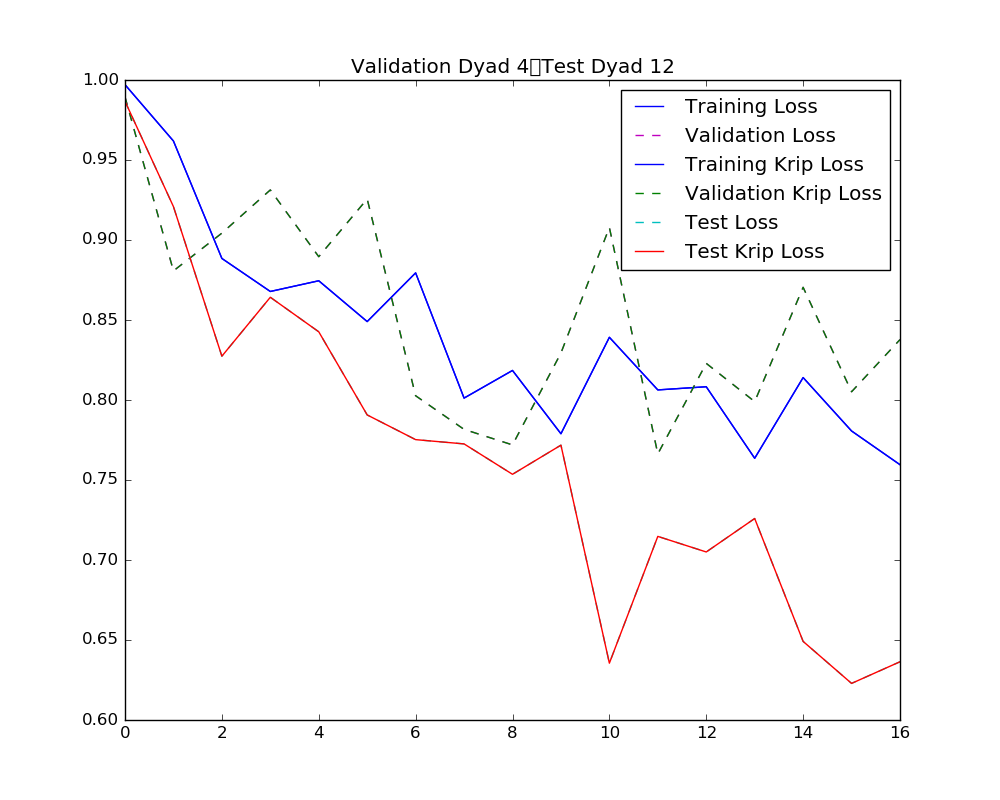 Validation Dyad 4▯Test Dyad 12
1.00
0.95
0.90
0.85
0.80
0.75
0.70
0.65
0.60
0 2 4 6 8 10 12 14 16
Training Loss
Validation Loss
Training Krip Loss
Validation Krip Loss
Test Loss
Test Krip Loss